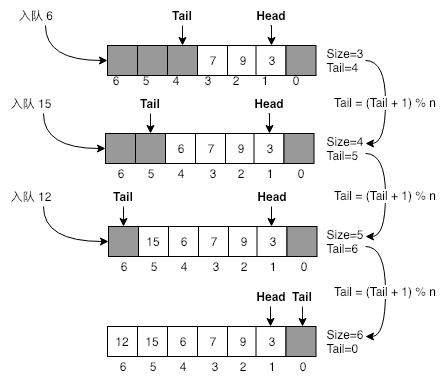 入队 6
Tail Head
7 9 3
6 5 4 3 2 1 0
Size=3
Tail=4
Tail = (Tail + 1) % n
入队 15
Tail Head
6 7 9 3
6 5 4 3 2 1 0
Size=4
Tail=5
Tail = (Tail + 1) % n
入队 12
Tail Head
15 6 7 9 3
6 5 4 3 2 1 0
Size=5
Tail=6
Tail = (Tail + 1) % n
Head Tail
12 15 6 7 9 3
6 5 4 3 2 1 0
Size=6
Tail=0